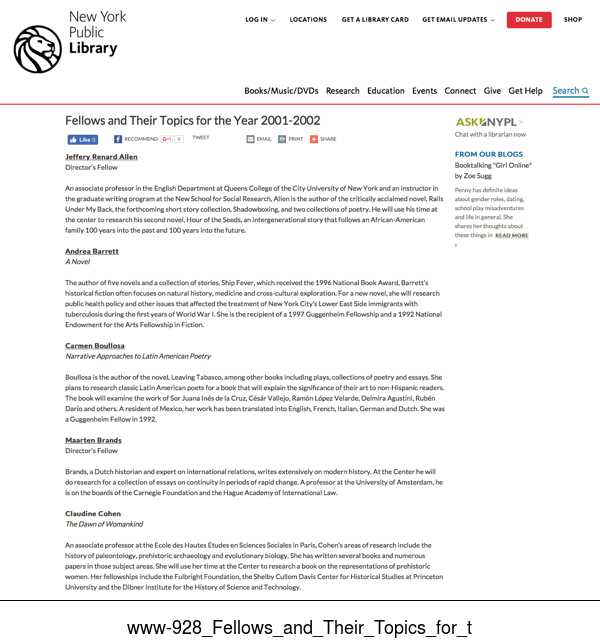 New York
Public
Library
LOG IN
LOCATIONS
GET A LIBRARY CARD
GET EMAIL UPDATES
DONATE
SHOP
Books/Music/DVDs Research Education Events Connect Give Get Help Search
Fellows and Their Topics for the Year 2001-2002
Like 0
RECOMMEND
G+1 0
TWEET
EMAIL
PRINT
SHARE
Jeffery Renard Allen
Director's Fellow
An associate professor in the English Department at Queens College of the City University of New York and an instructor in
the graduate writing program at the New School for Social Research, Allen is the author of the critically acclaimed novel, Rails
Under My Back, the forthcoming short story collection, Shadowboxing, and two collections of poetry. He will use his time at
the center to research his second novel, Hour of the Seeds, an intergenerational story that follows an African-American
family 100 years into the past and 100 years into the future.
Andrea Barrett
A Novel
The author of five novels and a collection of stories, Ship Fever, which received the 1996 National Book Award, Barrett's
historical fiction often focuses on natural history, medicine and cross-cultural exploration. For a new novel, she will research
public health policy and other issues that affected the treatment of New York City's Lower East Side immigrants with
tuberculosis during the first years of World War I. She is the recipient of a 1997 Guggenheim Fellowship and a 1992 National
Endowment for the Arts Fellowship in Fiction.
Carmen Boullosa
Narrative Approaches to Latin American Poetry
Boullosa is the author of the novel, Leaving Tabasco, among other books including plays, collections of poetry and essays. She
plans to research classic Latin American poets for a book that will explain the significance of their art to non-Hispanic readers.
The book will examine the work of Sor Juana Inés de la Cruz, César Vallejo, Ramón López Velarde, Delmira Agustini, Rubén
Darío and others. A resident of Mexico, her work has been translated into English, French, Italian, German and Dutch. She was
a Guggenheim Fellow in 1992.
Maarten Brands
Director's Fellow
Brands, a Dutch historian and expert on international relations, writes extensively on modern history. At the Center he will
do research for a collection of essays on continuity in periods of rapid change. A professor at the University of Amsterdam, he
is on the boards of the Carnegie Foundation and the Hague Academy of International Law.
Claudine Cohen
The Dawn of Womankind
An associate professor at the Ecole des Hautes Etudes en Sciences Sociales in Paris, Cohen's areas of research include the
history of paleontology, prehistoric archaeology and evolutionary biology. She has written several books and numerous
papers in those subject areas. She will use her time at the Center to research a book on the representations of prehistoric
women. Her fellowships include the Fulbright Foundation, the Shelby Cullom Davis Center for Historical Studies at Princeton
University and the Dibner Institute for the History of Science and Technology.
ASK NYPL >
Chat with a librarian now
FROM OUR BLOGS
Booktalking "Girl Online"
by Zoe Sugg
Penny has definite ideas
about gender roles, dating,
school play misadventures
and life in general. She
shares her thoughts about
these things in READ MORE
www-928_Fellows_and_Their_Topics_for_t